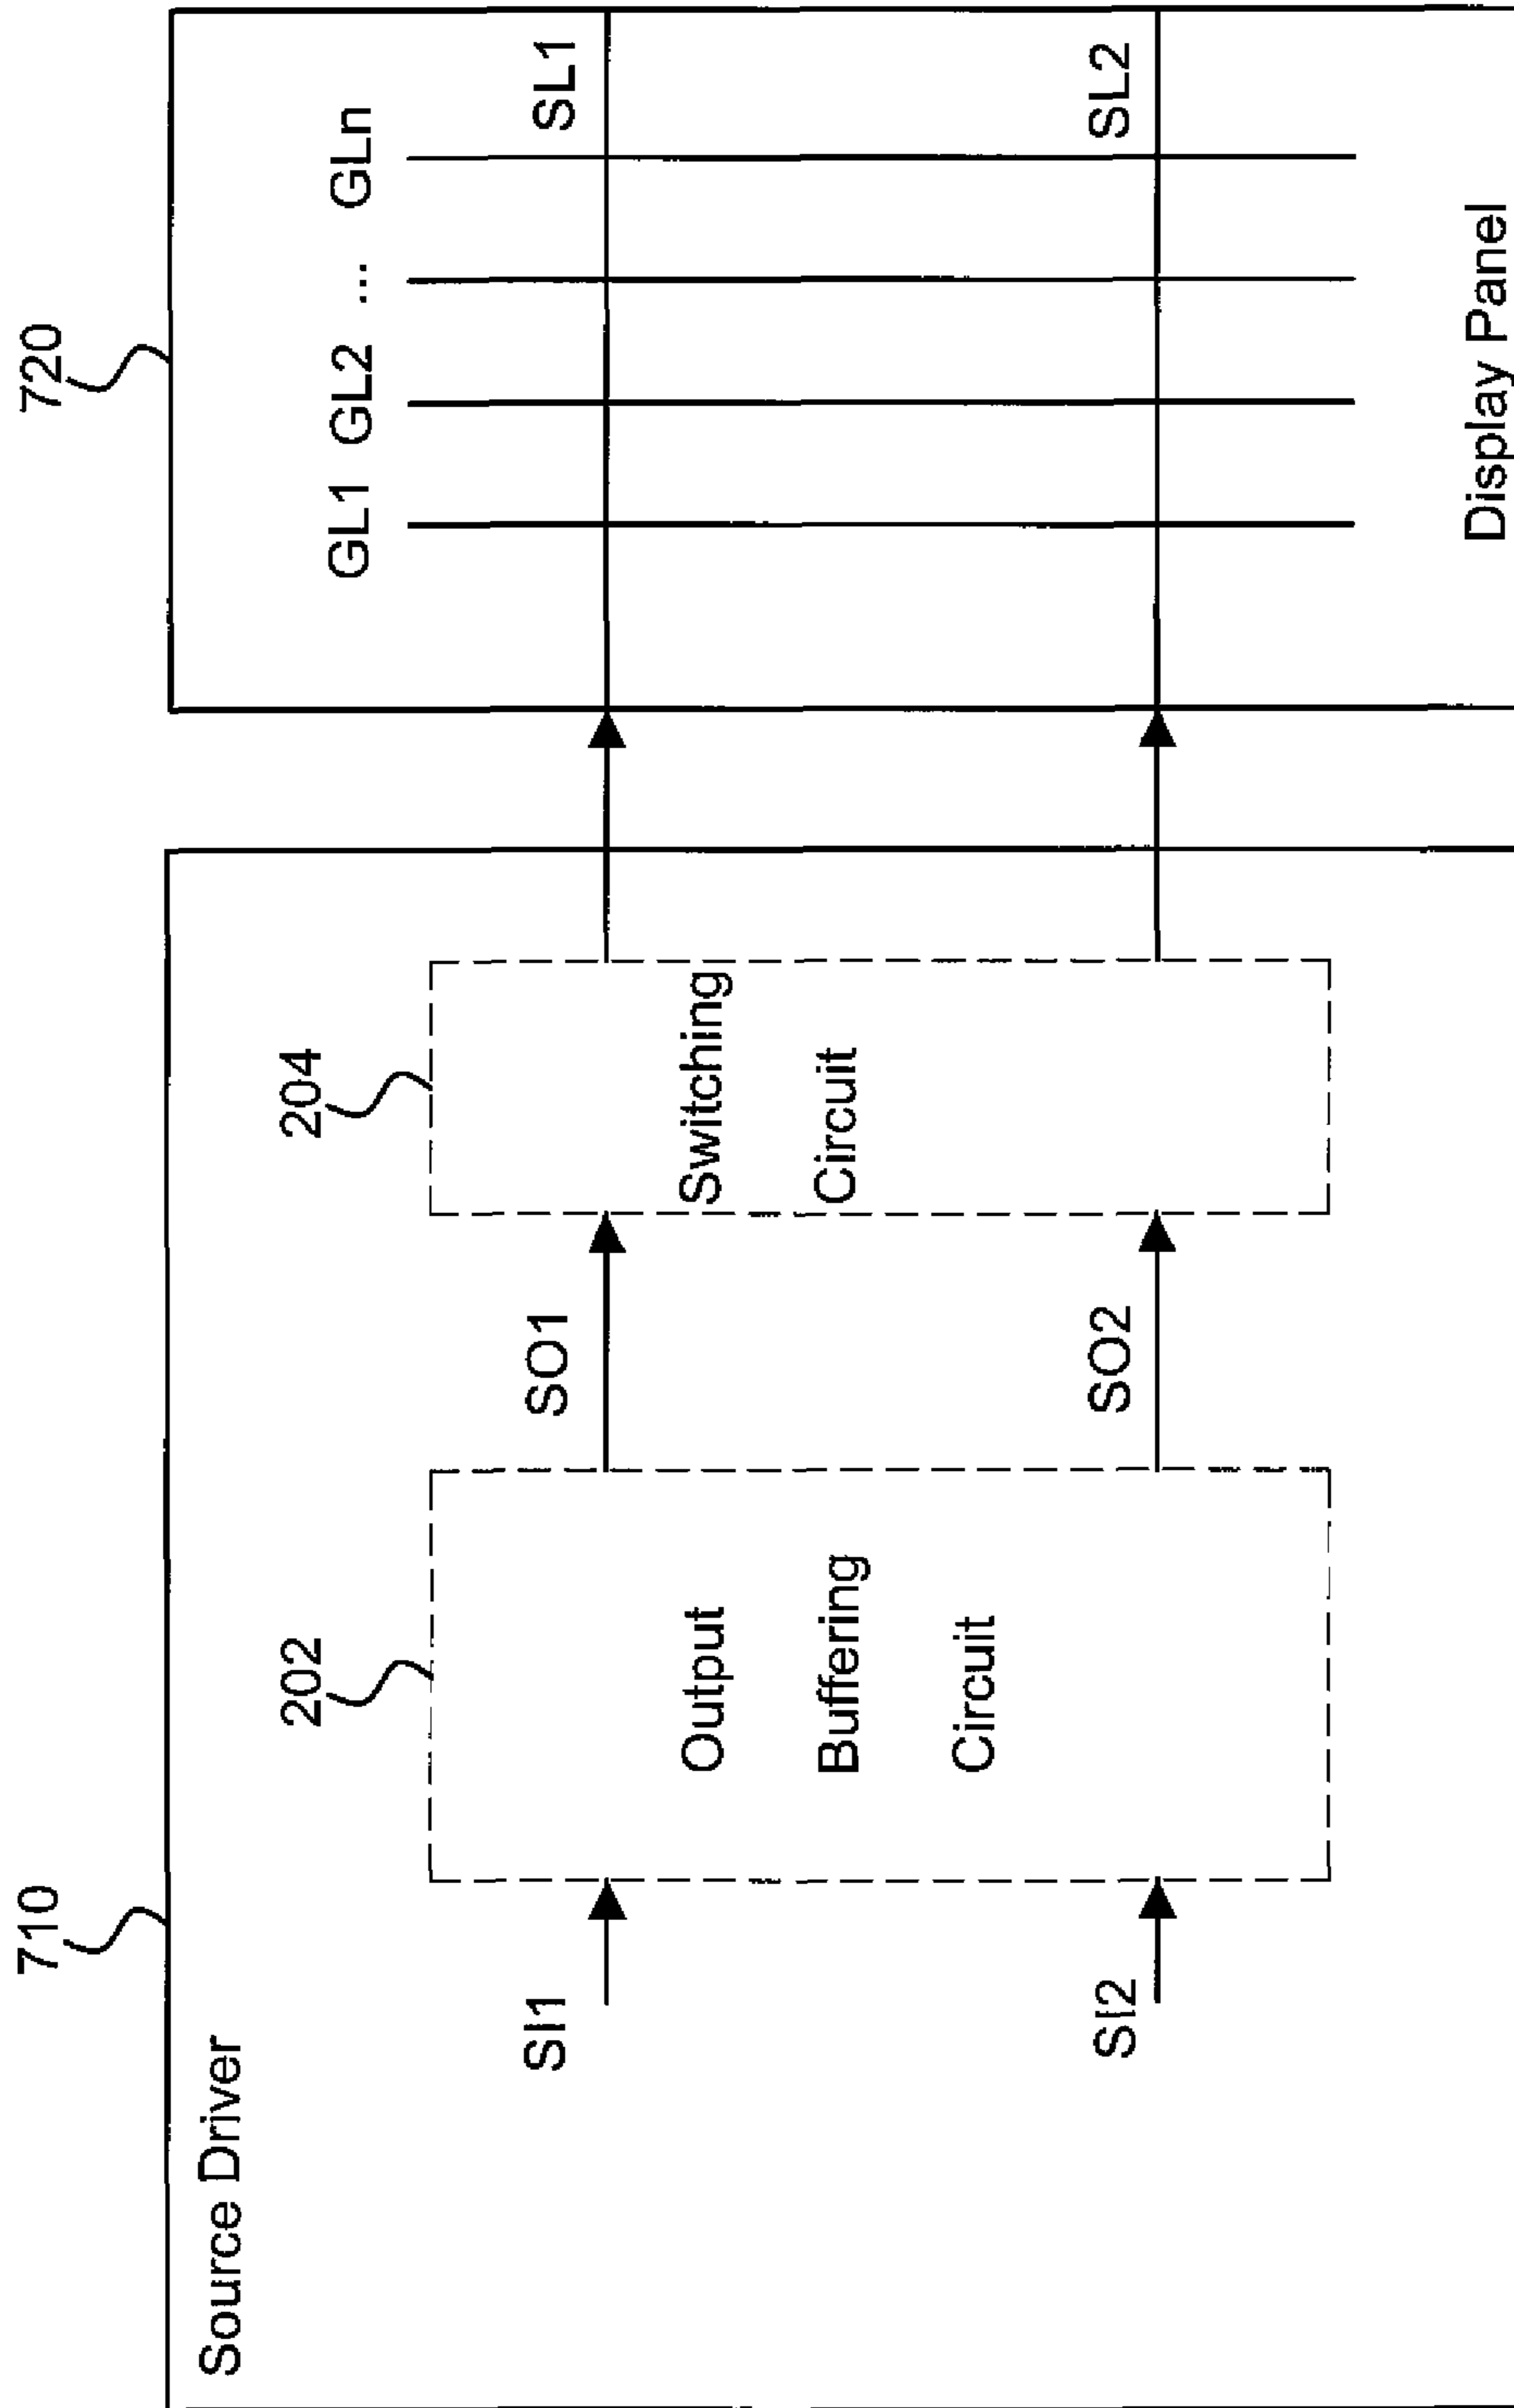 710
720
Source Driver
202
204
GL1 GL2 ... GLn
SI1
SO1
SL1
Output
Buffering
Circuit
Switching
Circuit
SI2
SO2
SL2
Display Panel